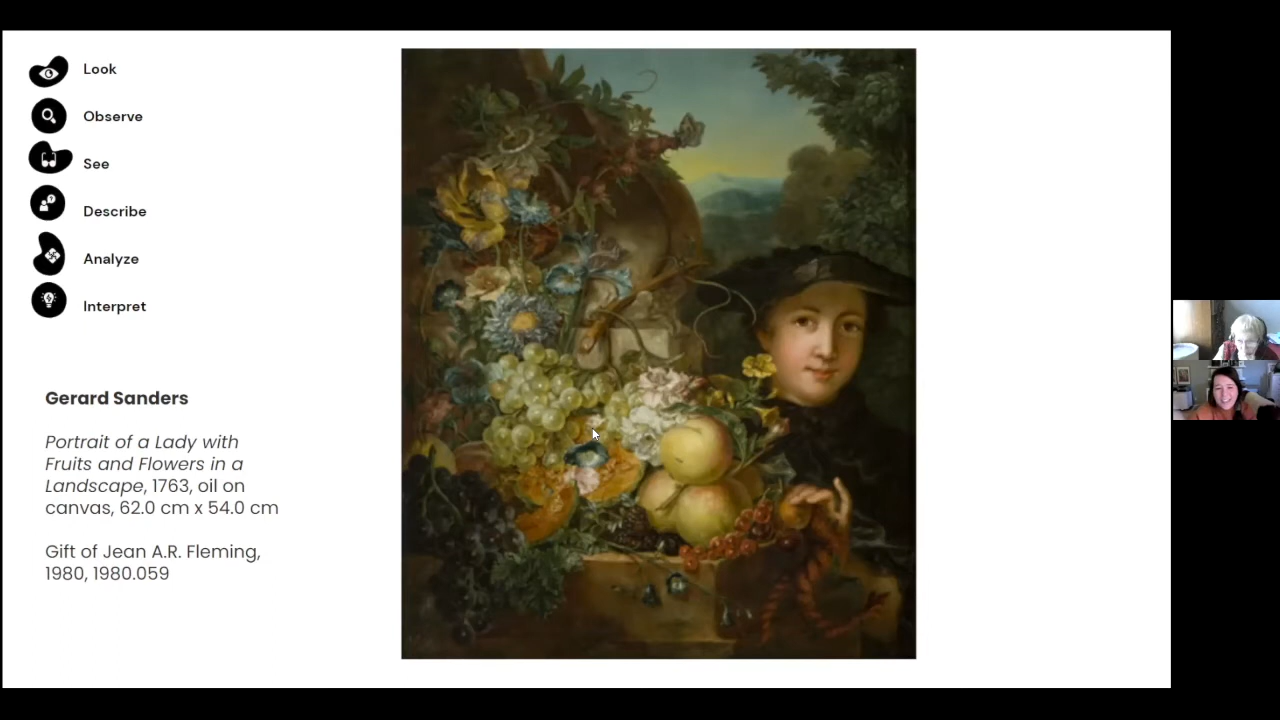 Look
Observe
See
Describe
Analyze
Interpret
Gerard Sanders
Portrait of a Lady with
Fruits and Flowers in a
Landscape, 1763, oil on
canvas, 62.0 cm x 54.0 cm
Gift of Jean A.R. Fleming,
1980, 1980.059